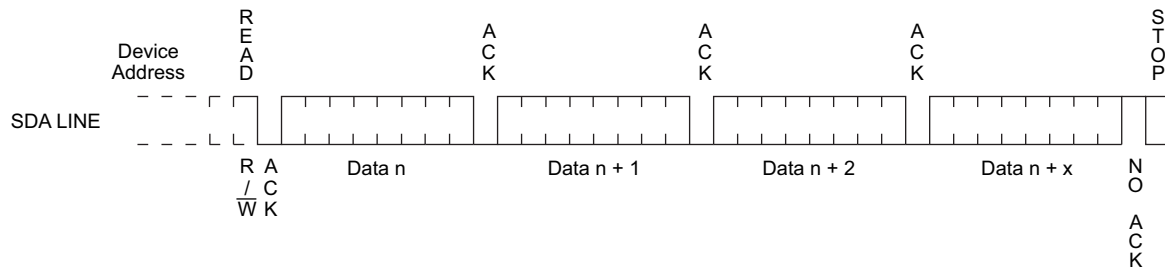 READ
ACK
ACK
ACK
STOP
Device
Address
SDA LINE
R/W
ACK
Data n
Data n + 1
Data n + 2
Data n + x
NO ACK